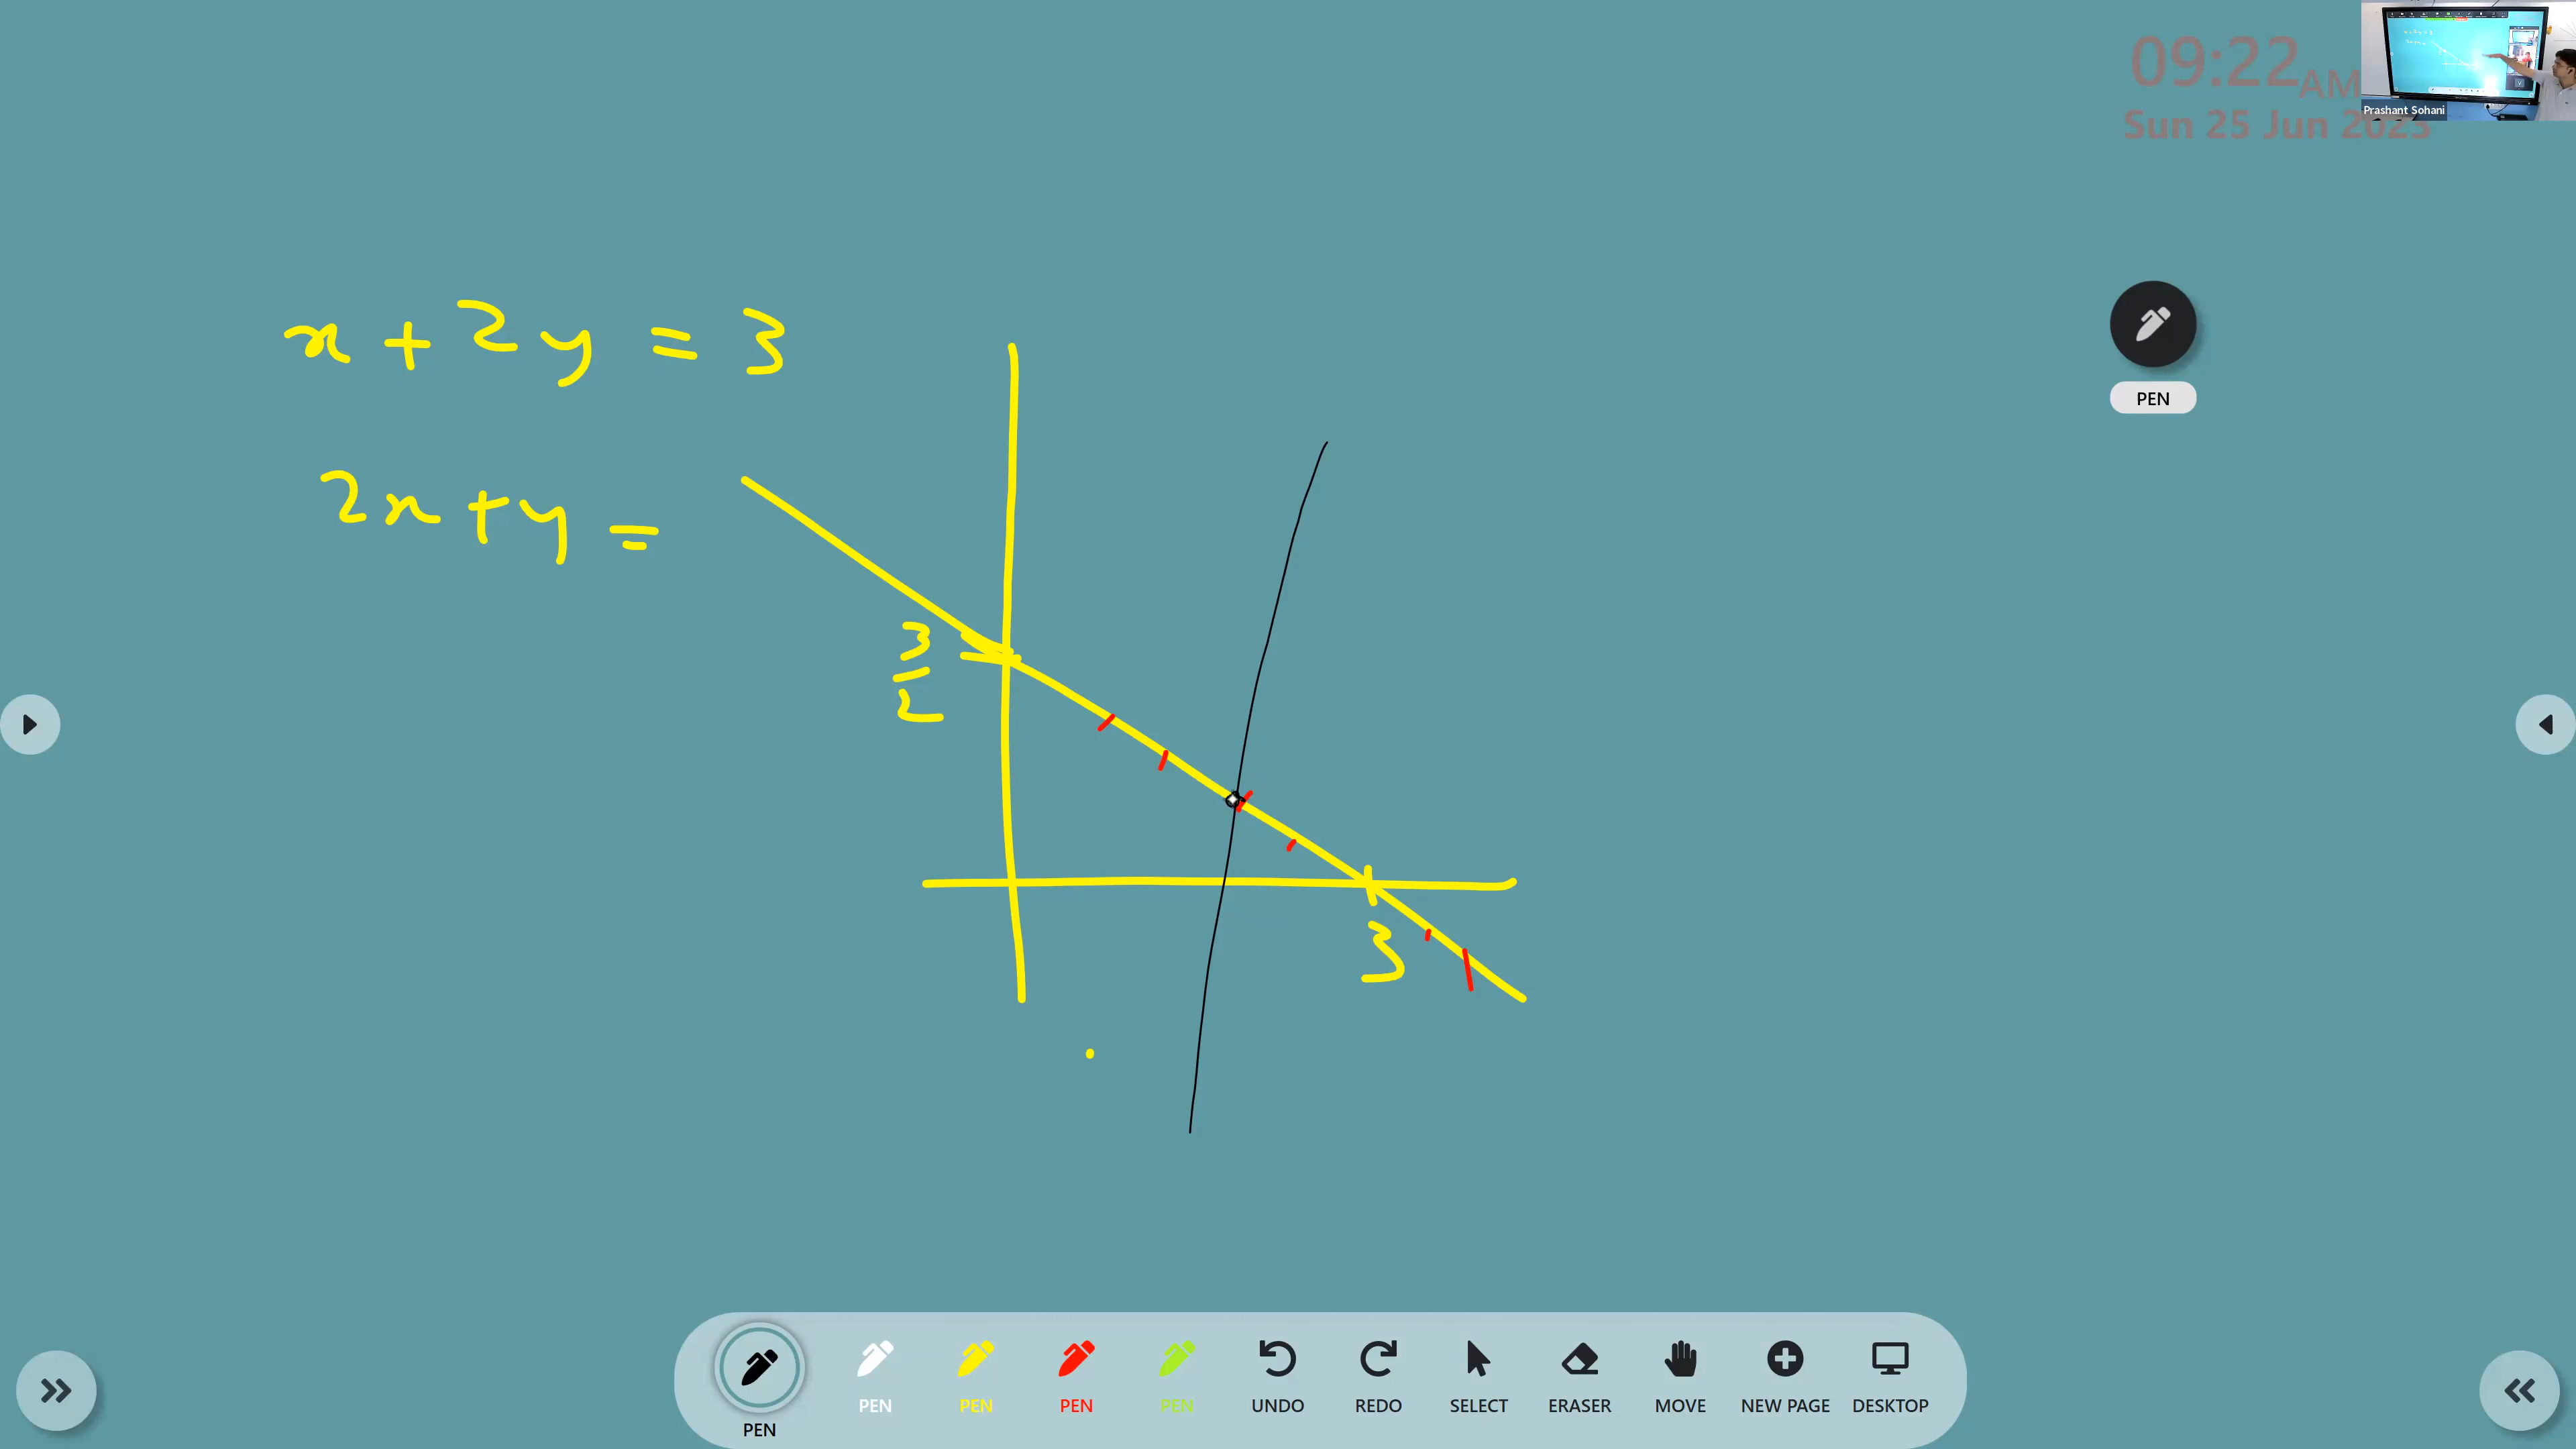 09:22AM
Sun 25 Jun 2023
Prashant Sohani
x + 2y = 3
2x + y =
3/2
3
PEN
PEN
PEN
PEN
PEN
PEN
UNDO
REDO
SELECT
ERASER
MOVE
NEW PAGE
DESKTOP